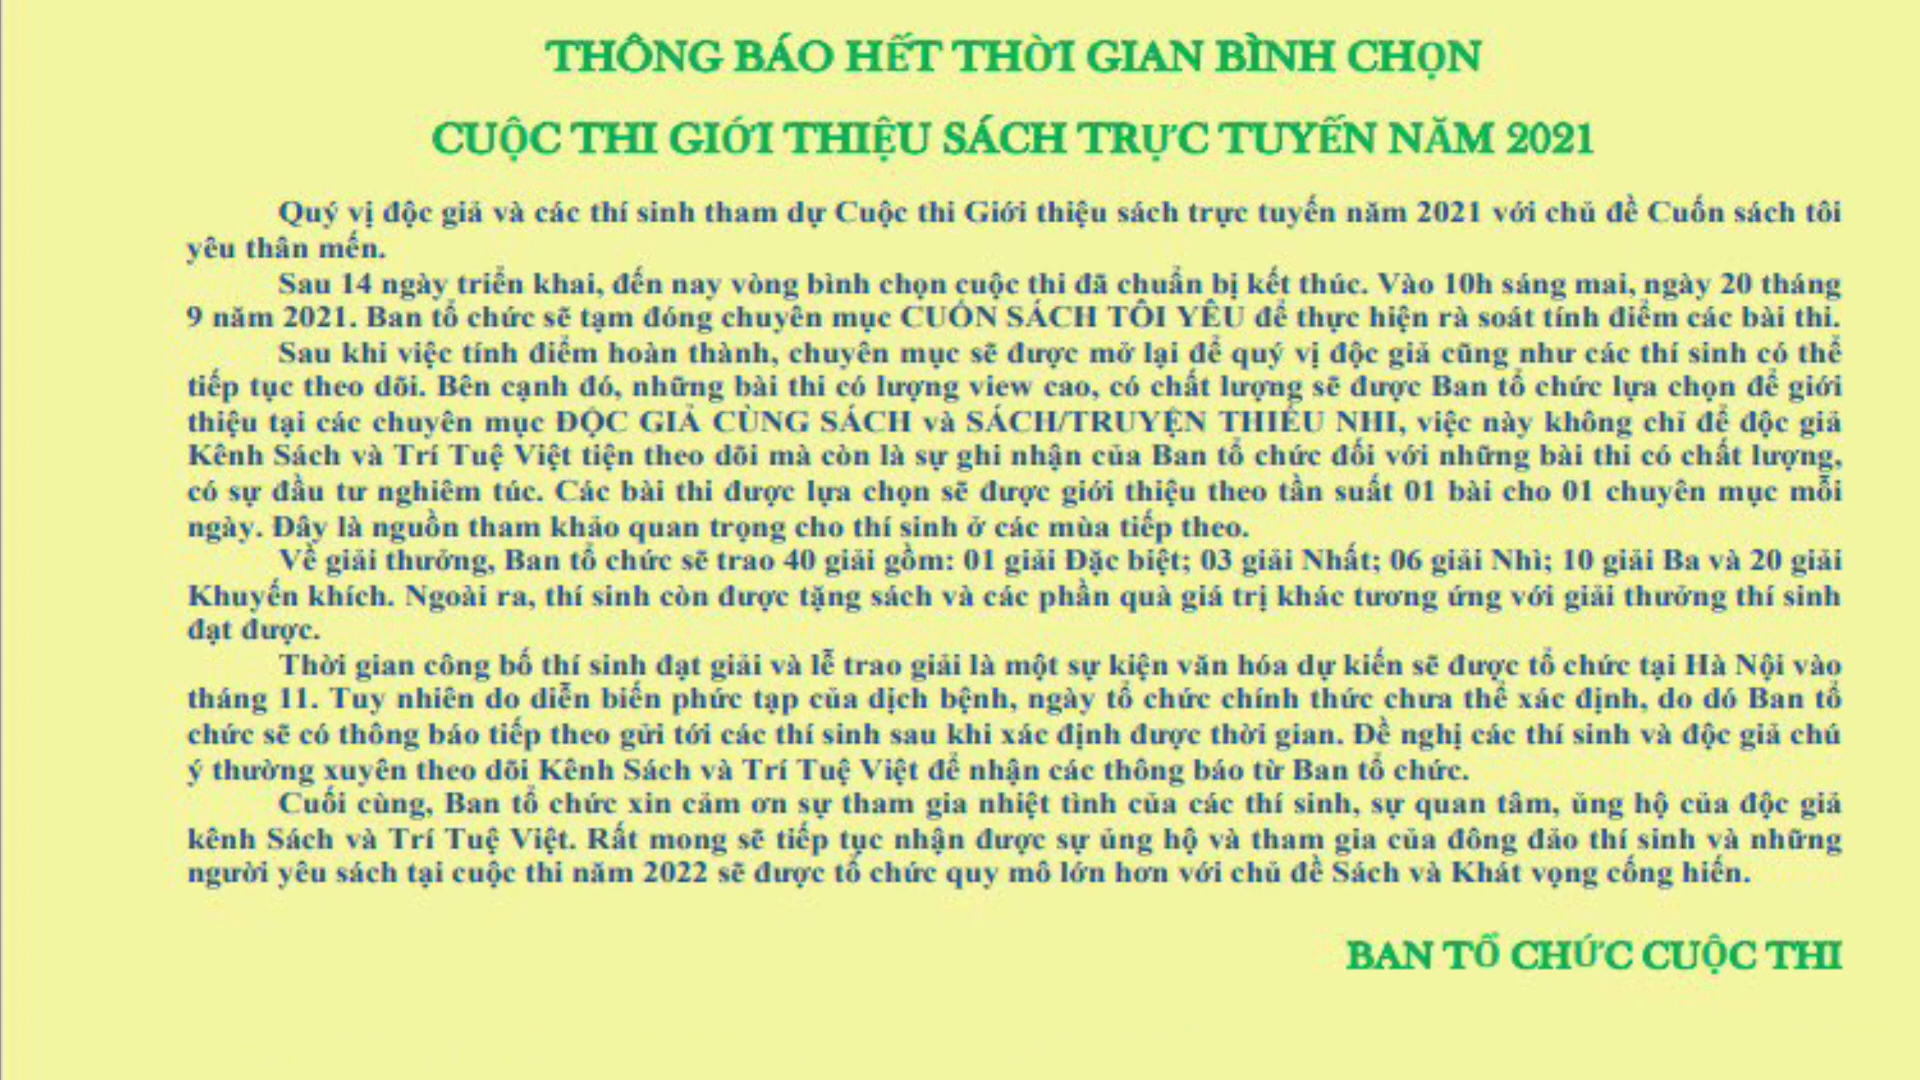 THÔNG BÁO HẾT THỜI GIAN BÌNH CHỌN
CUỘC THI GIỚI THIỆU SÁCH TRỰC TUYẾN NĂM 2021
Quý vị độc giả và các thí sinh tham dự Cuộc thi Giới thiệu sách trực tuyến năm 2021 với chủ đề Cuốn sách tôi
yêu thân mến.
Sau 14 ngày triển khai, đến nay vòng bình chọn cuộc thi đã chuẩn bị kết thúc. Vào 10h sáng mai, ngày 20 tháng
9 năm 2021. Ban tổ chức sẽ tạm đóng chuyên mục CUỐN SÁCH TÔI YÊU để thực hiện rà soát tính điểm các bài thi.
Sau khi việc tính điểm hoàn thành, chuyên mục sẽ được mở lại để quý vị độc giả cũng như các thí sinh có thể
tiếp tục theo dõi. Bên cạnh đó, những bài thi có lượng view cao, có chất lượng sẽ được Ban tổ chức lựa chọn để giới
thiệu tại các chuyên mục ĐỘC GIẢ CÙNG SÁCH và SÁCH/TRUYỆN THIẾU NHI, việc này không chỉ để độc giả
Kênh Sách và Trí Tuệ Việt tiện theo dõi mà còn là sự ghi nhận của Ban tổ chức đối với những bài thi có chất lượng,
có sự đầu tư nghiêm túc. Các bài thi được lựa chọn sẽ được giới thiệu theo tần suất 01 bài cho 01 chuyên mục mỗi
ngày. Đây là nguồn tham khảo quan trọng cho thí sinh ở các mùa tiếp theo.
Về giải thưởng, Ban tổ chức sẽ trao 40 giải gồm: 01 giải Đặc biệt; 03 giải Nhất; 06 giải Nhì; 10 giải Ba và 20 giải
Khuyến khích. Ngoài ra, thí sinh còn được tặng sách và các phần quà giá trị khác tương ứng với giải thưởng thí sinh
đạt được.
Thời gian công bố thí sinh đạt giải và lễ trao giải là một sự kiện văn hóa dự kiến sẽ được tổ chức tại Hà Nội vào
tháng 11. Tuy nhiên do diễn biến phức tạp của dịch bệnh, ngày tổ chức chính thức chưa thể xác định, do dó Ban tổ
chức sẽ có thông báo tiếp theo gửi tới các thí sinh sau khi xác định được thời gian. Đề nghị các thí sinh và độc giả chú
ý thường xuyên theo dõi Kênh Sách và Trí Tuệ Việt để nhận các thông báo từ Ban tổ chức.
Cuối cùng, Ban tổ chức xin cảm ơn sự tham gia nhiệt tình của các thí sinh, sự quan tâm, ủng hộ của độc giả
kênh Sách và Trí Tuệ Việt. Rất mong sẽ tiếp tục nhận được sự ủng hộ và tham gia của đông đảo thí sinh và những
người yêu sách tại cuộc thi năm 2022 sẽ được tổ chức quy mô lớn hơn với chủ đề Sách và Khát vọng cống hiến.
BAN TỔ CHỨC CUỘC THI